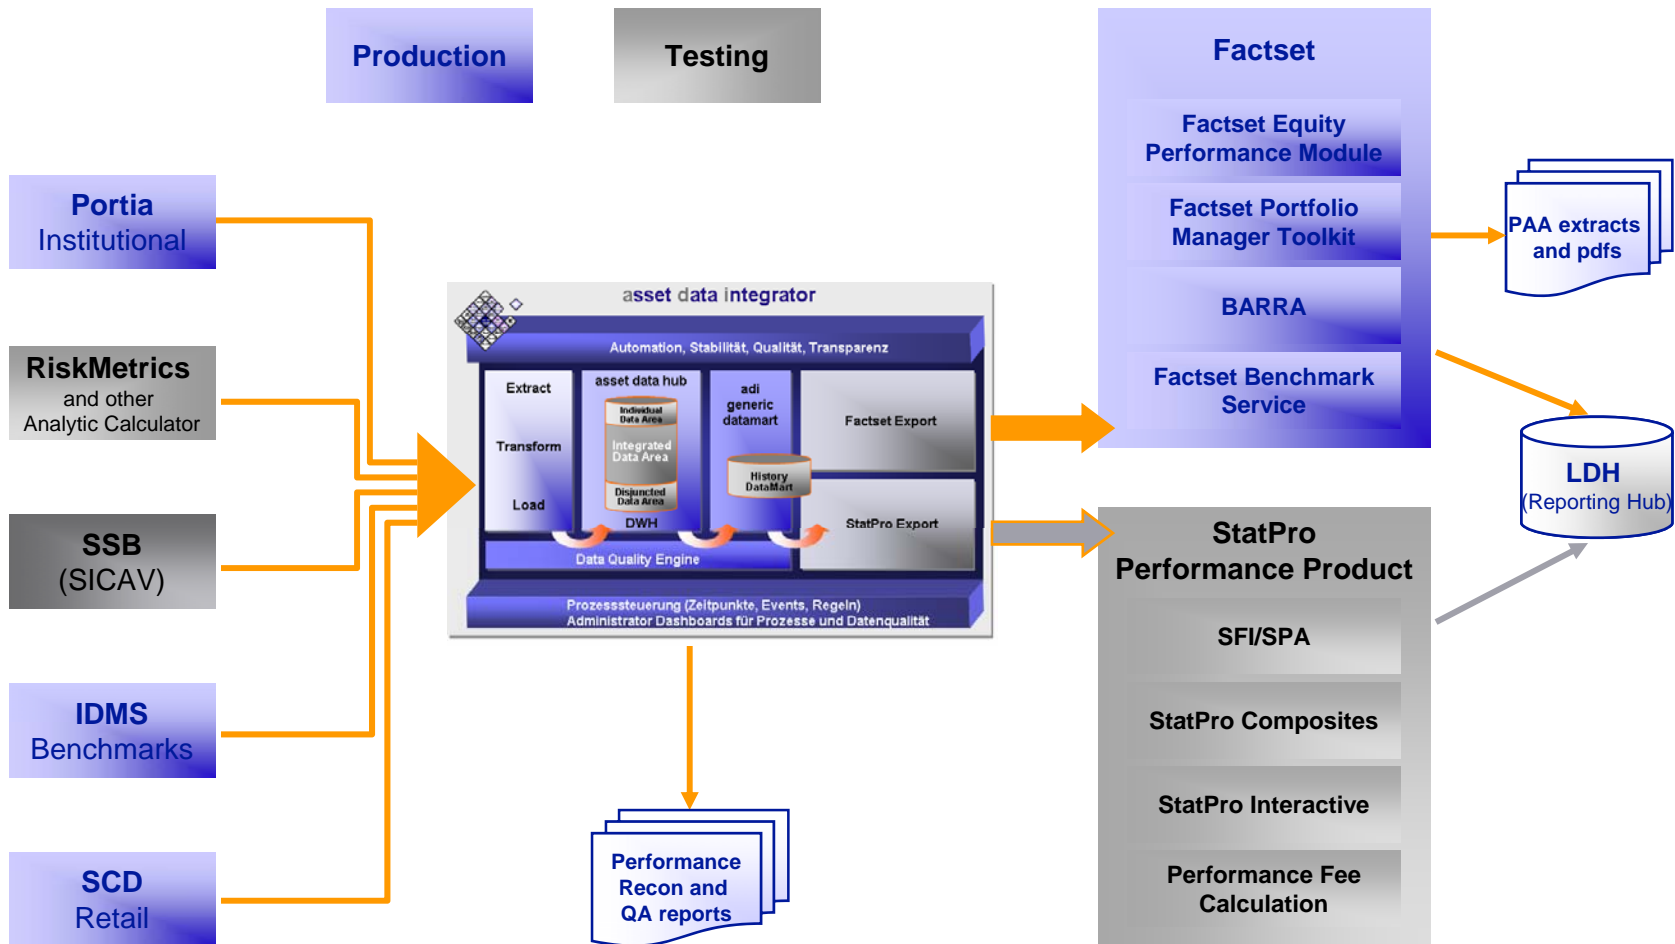 Production
Testing
Portia
Institutional
RiskMetrics
and other
Analytic Calculator
SSB
(SICAV)
IDMS
Benchmarks
SCD
Retail
asset data integrator
Automation, Stabilität, Qualität, Transparenz
Extract
Transform
Load
asset data hub
Individual
Data Area
Integrated
Data Area
Disjuncted
Data Area
DWH
adi
generic
datamart
History
DataMart
Factset Export
StatPro Export
Data Quality Engine
Prozesssteuerung (Zeitpunkte, Events, Regeln)
Administrator Dashboards für Prozesse und Datenqualität
Performance
Recon and
QA reports
Factset
Factset Equity
Performance Module
Factset Portfolio
Manager Toolkit
BARRA
Factset Benchmark
Service
StatPro
Performance Product
SFI/SPA
StatPro Composites
StatPro Interactive
Performance Fee
Calculation
PAA extracts
and pdfs
LDH
(Reporting Hub)